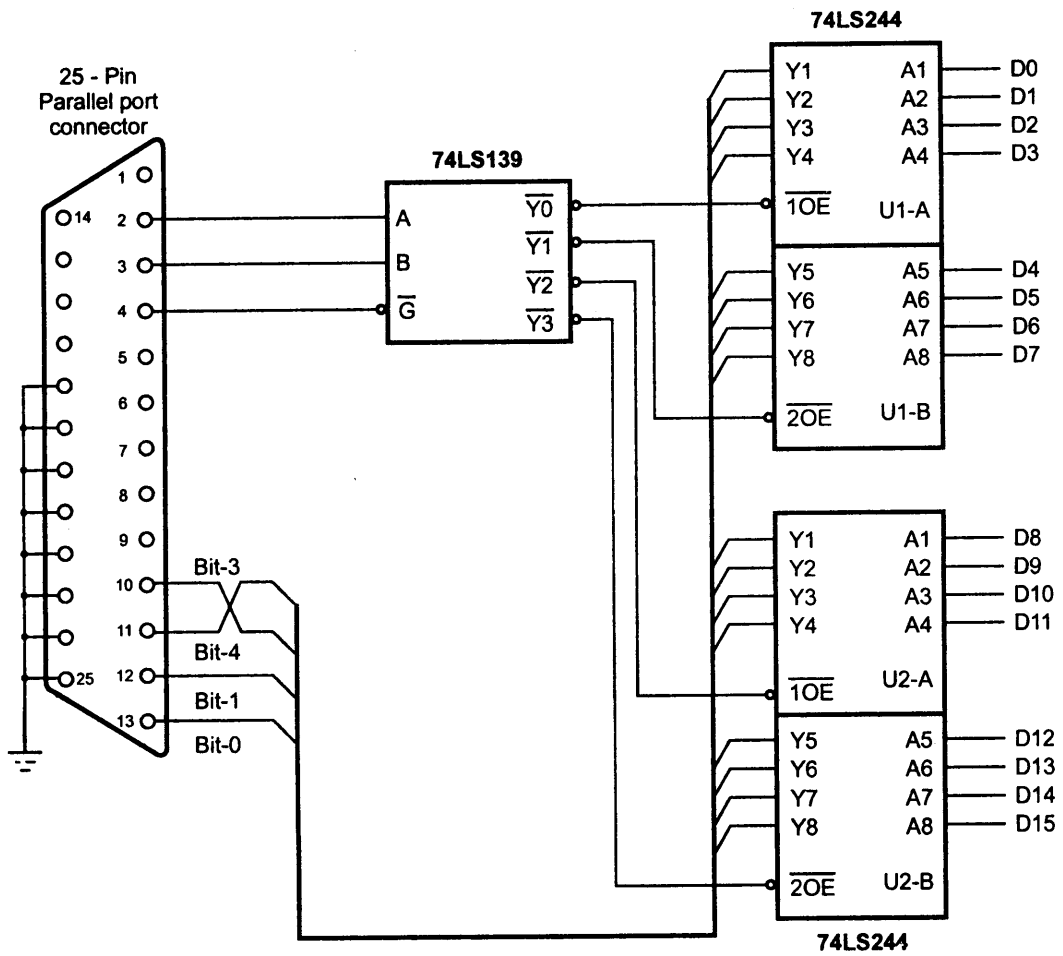 74LS244
25 - Pin
Parallel port
connector
74LS139
1
14
2
3
4
5
6
7
8
9
10
11
12
13
25
A
B
G
Y0
Y1
Y2
Y3
Bit-3
Bit-4
Bit-1
Bit-0
Y1 A1 D0
Y2 A2 D1
Y3 A3 D2
Y4 A4 D3
1OE U1-A
Y5 A5 D4
Y6 A6 D5
Y7 A7 D6
Y8 A8 D7
2OE U1-B
Y1 A1 D8
Y2 A2 D9
Y3 A3 D10
Y4 A4 D11
1OE U2-A
Y5 A5 D12
Y6 A6 D13
Y7 A7 D14
Y8 A8 D15
2OE U2-B
74LS244